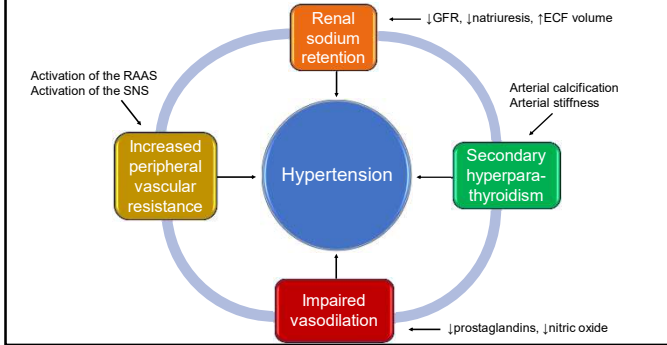 Renal
sodium
retention
↓GFR, ↓natriuresis, ↑ECF volume
Activation of the RAAS
Activation of the SNS
Arterial calcification
Arterial stiffness
Increased
peripheral
vascular
resistance
Hypertension
Secondary
hyperpara-
thyroidism
Impaired
vasodilation
↓prostaglandins, ↓nitric oxide